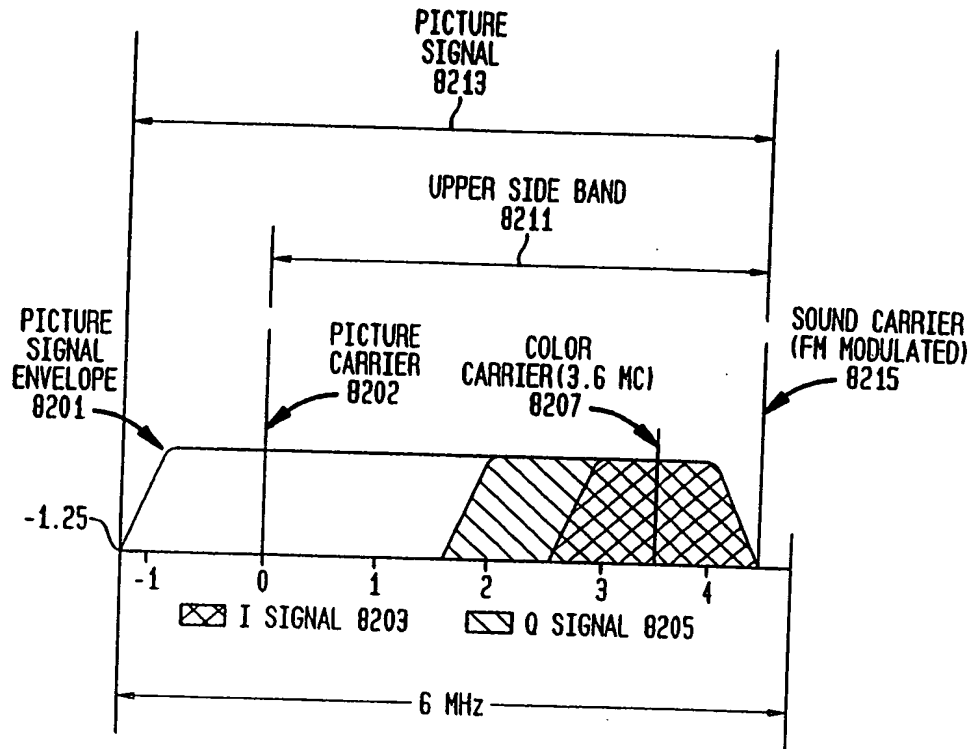 PICTURE
SIGNAL
8213
UPPER SIDE BAND
8211
PICTURE
SIGNAL
ENVELOPE
8201
PICTURE
CARRIER
8202
COLOR
CARRIER(3.6 MC)
8207
SOUND CARRIER
(FM MODULATED)
8215
-1.25
-1 0 1 2 3 4
I SIGNAL 8203 Q SIGNAL 8205
6 MHz